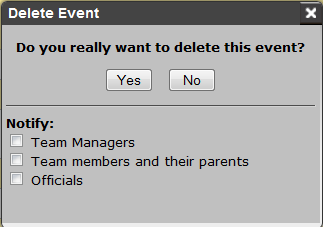 Delete Event
Do you really want to delete this event?
Yes No
Notify:
Team Managers
Team members and their parents
Officials